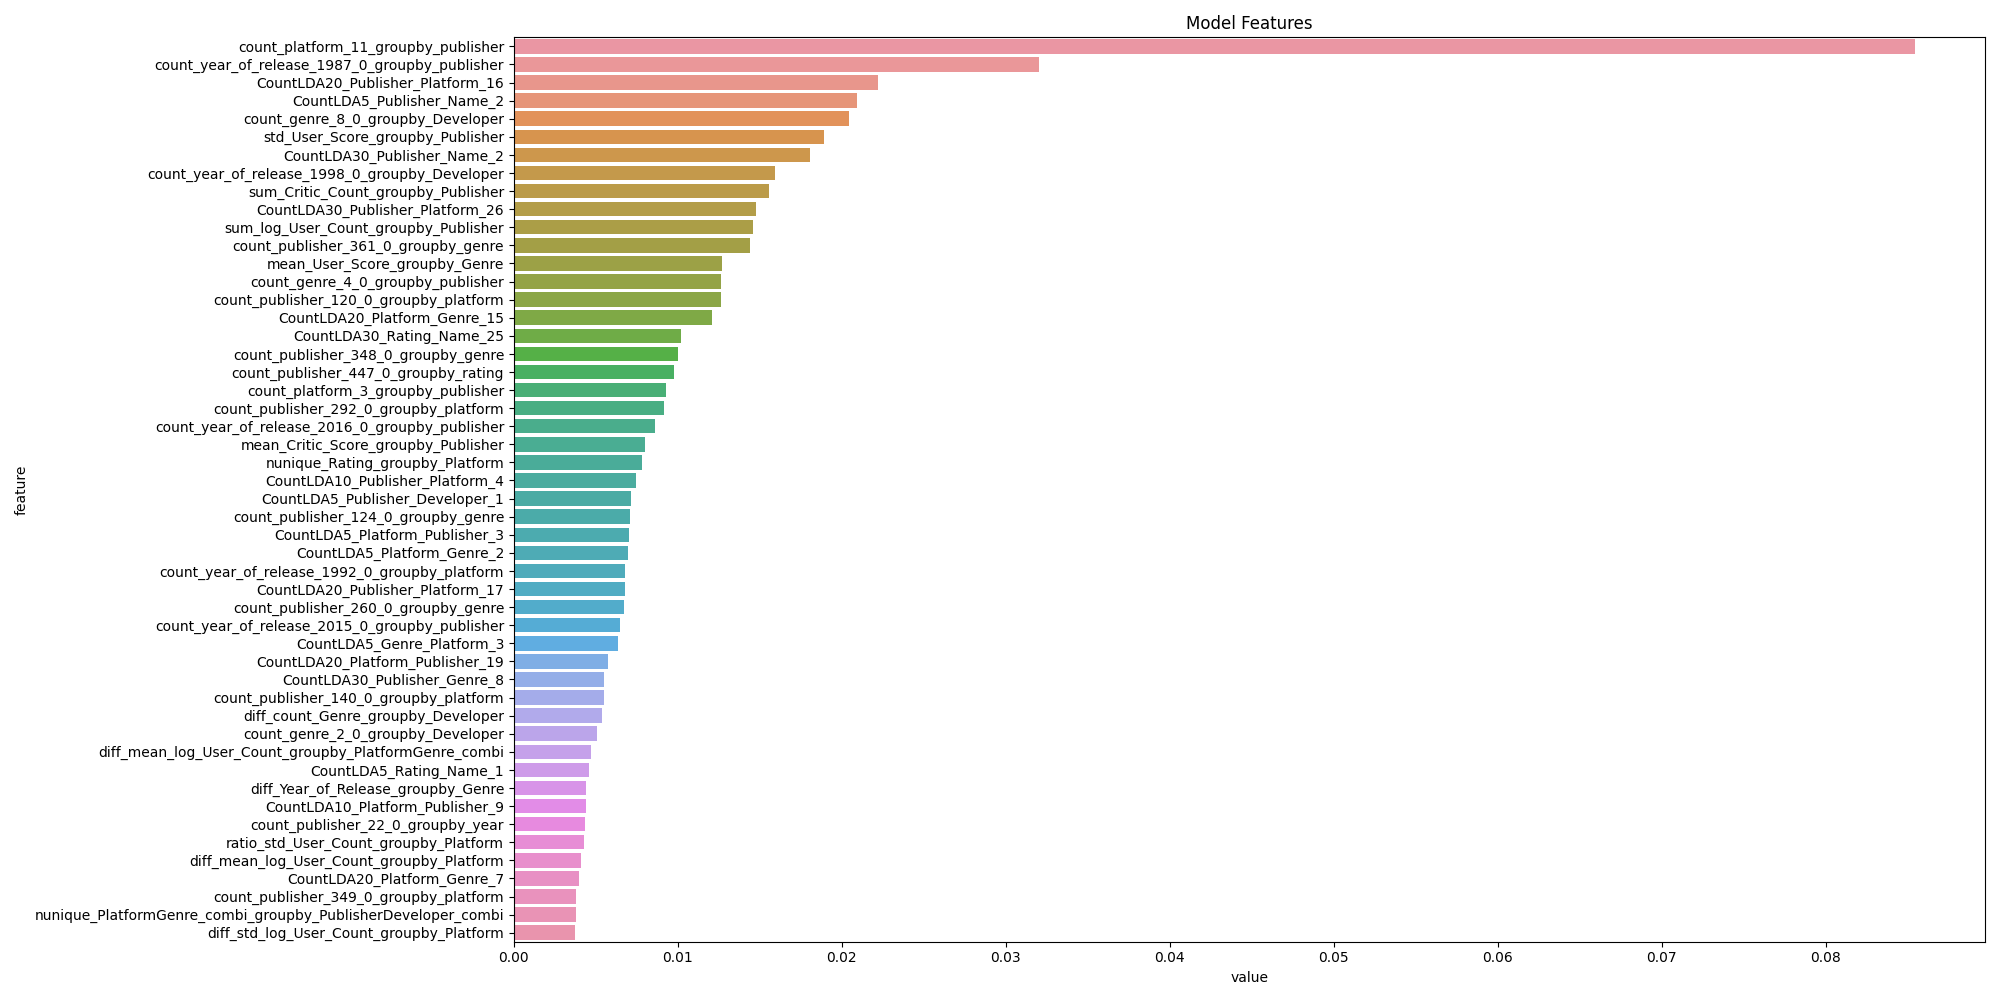 Model Features
count_platform_11_groupby_publisher
count_year_of_release_1987_0_groupby_publisher
CountLDA20_Publisher_Platform_16
CountLDA5_Publisher_Name_2
count_genre_8_0_groupby_Developer
std_User_Score_groupby_Publisher
CountLDA30_Publisher_Name_2
count_year_of_release_1998_0_groupby_Developer
sum_Critic_Count_groupby_Publisher
CountLDA30_Publisher_Platform_26
sum_log_User_Count_groupby_Publisher
count_publisher_361_0_groupby_genre
mean_User_Score_groupby_Genre
count_genre_4_0_groupby_publisher
count_publisher_120_0_groupby_platform
CountLDA20_Platform_Genre_15
CountLDA30_Rating_Name_25
count_publisher_348_0_groupby_genre
count_publisher_447_0_groupby_rating
count_platform_3_groupby_publisher
count_publisher_292_0_groupby_platform
count_year_of_release_2016_0_groupby_publisher
mean_Critic_Score_groupby_Publisher
nunique_Rating_groupby_Platform
CountLDA10_Publisher_Platform_4
CountLDA5_Publisher_Developer_1
count_publisher_124_0_groupby_genre
CountLDA5_Platform_Publisher_3
CountLDA5_Platform_Genre_2
count_year_of_release_1992_0_groupby_platform
CountLDA20_Publisher_Platform_17
count_publisher_260_0_groupby_genre
count_year_of_release_2015_0_groupby_publisher
CountLDA5_Genre_Platform_3
CountLDA20_Platform_Publisher_19
CountLDA30_Publisher_Genre_8
count_publisher_140_0_groupby_platform
diff_count_Genre_groupby_Developer
count_genre_2_0_groupby_Developer
diff_mean_log_User_Count_groupby_PlatformGenre_combi
CountLDA5_Rating_Name_1
diff_Year_of_Release_groupby_Genre
CountLDA10_Platform_Publisher_9
count_publisher_22_0_groupby_year
ratio_std_User_Count_groupby_Platform
diff_mean_log_User_Count_groupby_Platform
CountLDA20_Platform_Genre_7
count_publisher_349_0_groupby_platform
nunique_PlatformGenre_combi_groupby_PublisherDeveloper_combi
diff_std_log_User_Count_groupby_Platform
feature
0.00 0.01 0.02 0.03 0.04 0.05 0.06 0.07 0.08
value